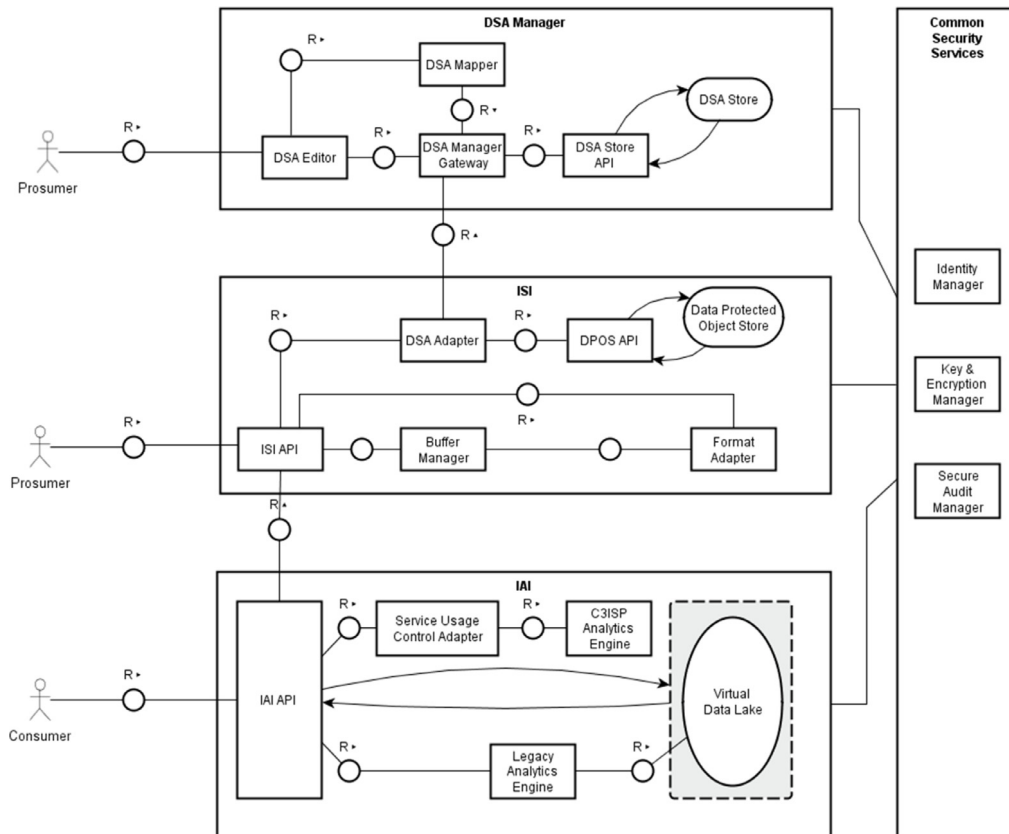 DSA Manager
Common
Security
Services
R ▸
DSA Mapper
DSA Store
R ▾
R ▸
R ▸
R ▸
DSA Editor
DSA Manager
Gateway
DSA Store
API
Prosumer
R ▴
Identity
Manager
ISI
R ▸
R ▸
DSA Adapter
DPOS API
Data Protected
Object Store
Key &
Encryption
Manager
R ▸
R ▸
ISI API
Buffer
Manager
Format
Adapter
Prosumer
Secure
Audit
Manager
R ▴
IAI
R ▸
Service Usage
Control Adapter
R ▸
C3ISP
Analytics
Engine
R ▸
IAI API
Virtual
Data Lake
Consumer
R ▸
Legacy
Analytics
Engine
R ▸